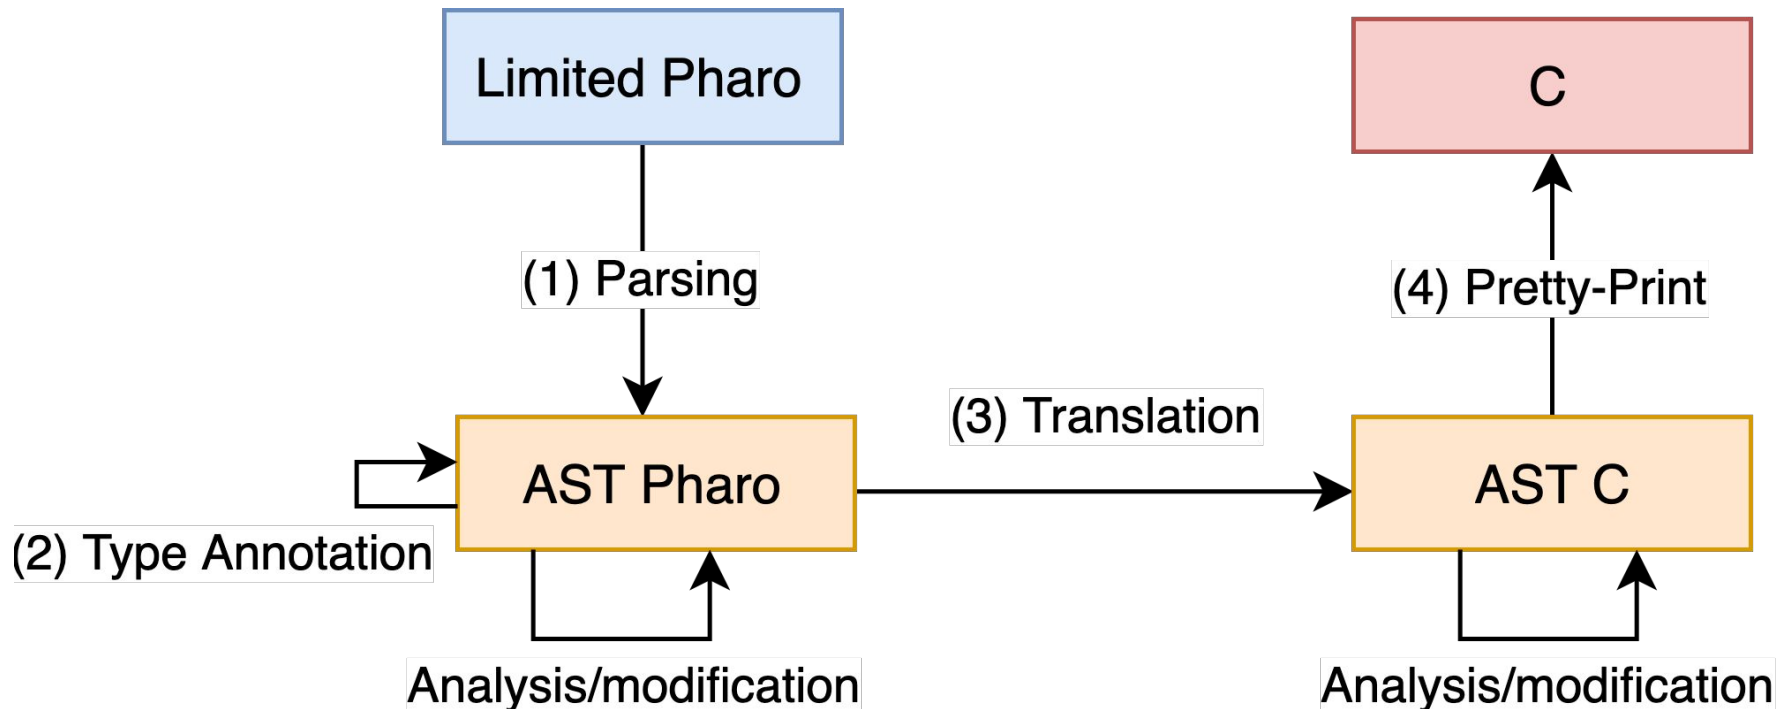 Limited Pharo
C
(1) Parsing
(4) Pretty-Print
(3) Translation
AST Pharo
AST C
(2) Type Annotation
Analysis/modification
Analysis/modification